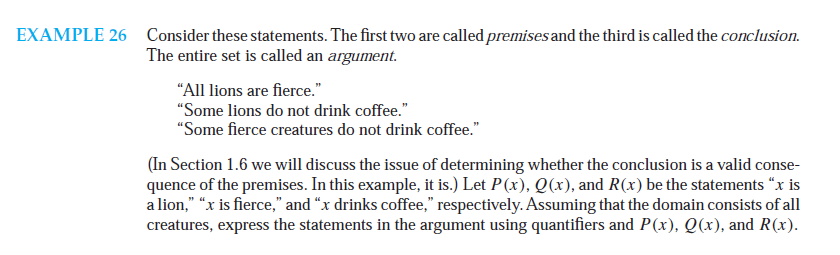 EXAMPLE 26 Consider these statements. The first two are called premises and the third is called the conclusion.
The entire set is called an argument.
“All lions are fierce.”
“Some lions do not drink coffee.”
“Some fierce creatures do not drink coffee.”
(In Section 1.6 we will discuss the issue of determining whether the conclusion is a valid conse-
quence of the premises. In this example, it is.) Let P(x), Q(x), and R(x) be the statements “x is
a lion,” “x is fierce,” and “x drinks coffee,” respectively. Assuming that the domain consists of all
creatures, express the statements in the argument using quantifiers and P(x), Q(x), and R(x).